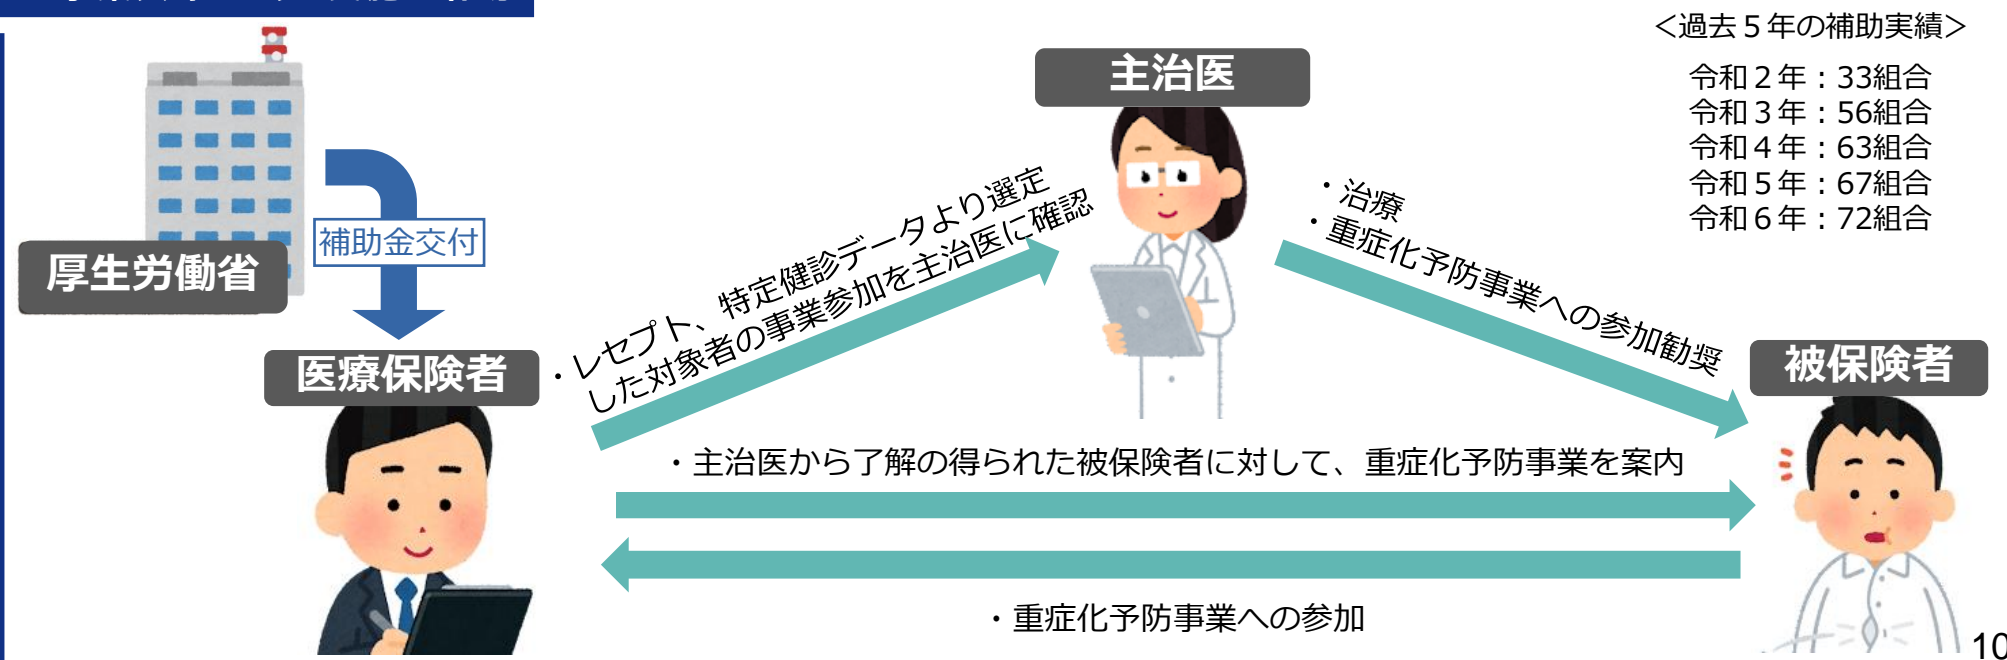 ＜過去５年の補助実績＞
令和２年：33組合
令和３年：56組合
令和４年：63組合
令和５年：67組合
令和６年：72組合
厚生労働省
補助金交付
医療保険者
主治医
被保険者
・レセプト、特定健診データより選定
した対象者の事業参加を主治医に確認
・治療
・重症化予防事業への参加勧奨
・主治医から了解の得られた被保険者に対して、重症化予防事業を案内
・重症化予防事業への参加
10